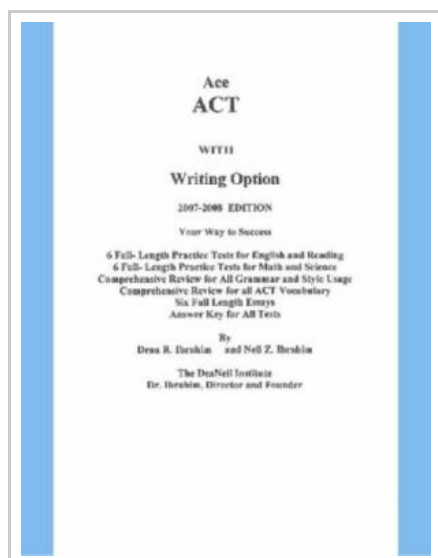 Ace
ACT
WITH
Writing Option
2007-2008 EDITION
Your Way to Success
6 Full- Length Practice Tests for English and Reading
6 Full- Length Practice Tests for Math and Science
Comprehensive Review for All Grammar and Style Usage
Comprehensive Review for all ACT Vocabulary
Six Full Length Essays
Answer Key for All Tests
By
R. Ibrahim and Neil Z. Ibrahim
The DeaNeil Institute
Dr. Ibrahim, Director and Founder